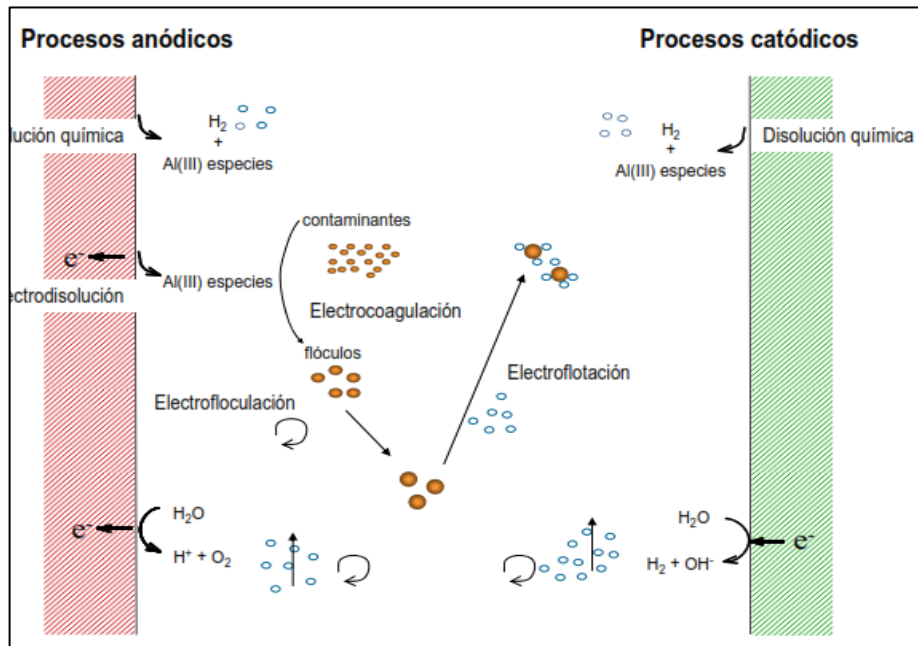 Procesos anódicos
Procesos catódicos
lución química
H₂
+
Al(III) especies
H₂
+
Al(III) especies
Disolución química
contaminantes
e⁻
Al(III) especies
ectrodisolución
Electrocoagulación
flóculos
Electrofloculación
Electroflotación
H₂O
e⁻
H⁺ + O₂
H₂O
e⁻
H₂ + OH⁻